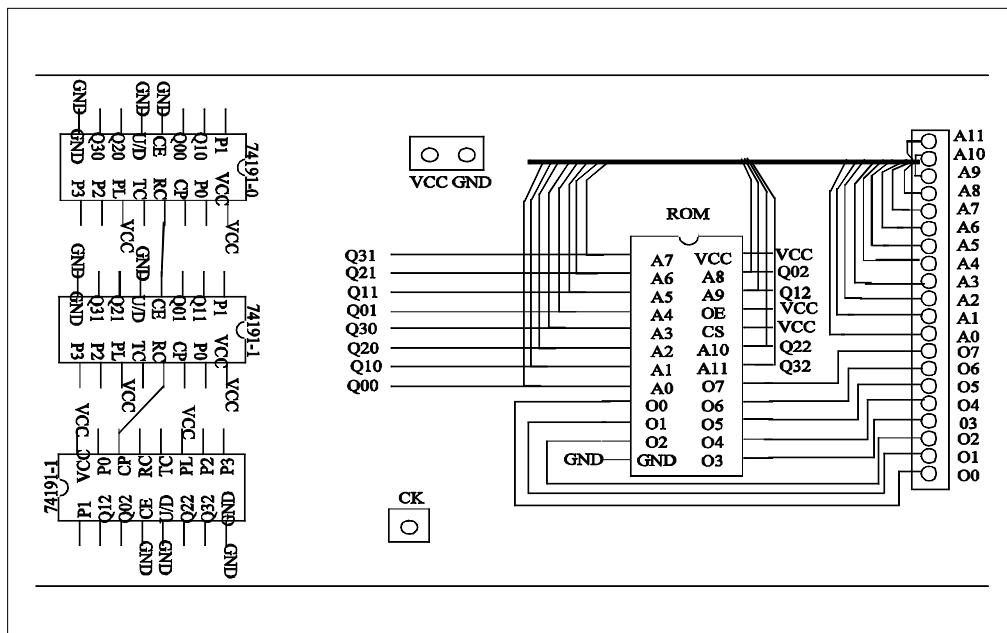 GND GND GND
GND Q30 Q20 U/D CE Q00 Q10 P1
74191-0
P3 P2 PL TC RC CP P0 VCC
VCC VCC
GND GND
GND Q31 Q21 U/D CE Q01 Q11 P1
74191-1
P3 P2 PL TC RC CP P0 VCC
VCC VCC
VCC VCC
VCC P0 CP RC TC PL P2 P3
74191-1
P1 Q12 Q02 CE U/D Q22 Q32 GND
GND GND GND
VCC GND
CK
Q31
Q21
Q11
Q01
Q30
Q20
Q10
Q00
GND
ROM
A7 VCC
A6 A8
A5 A9
A4 OE
A3 CS
A2 A10
A1 A11
A0 O7
O0 O6
O1 O5
O2 O4
GND O3
VCC
Q02
Q12
VCC
VCC
Q22
Q32
A11
A10
A9
A8
A7
A6
A5
A4
A3
A2
A1
A0
O7
O6
O5
O4
03
O2
O1
O0